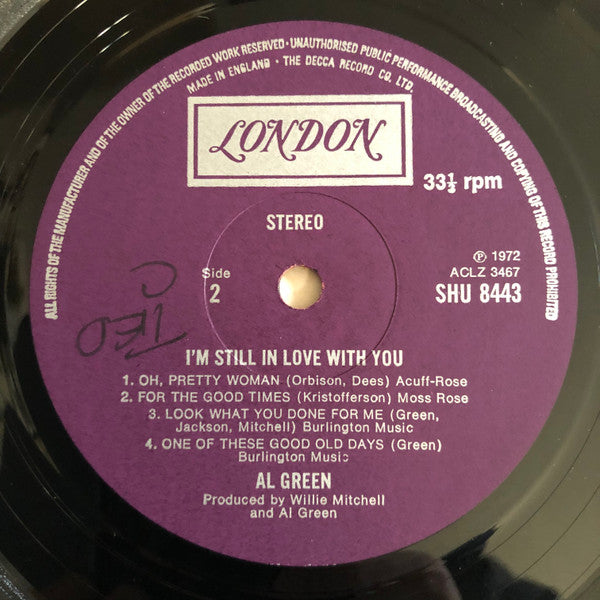 ALL RIGHTS OF THE MANUFACTURER AND OF THE OWNER OF THE RECORDED WORK RESERVED · UNAUTHORISED PUBLIC PERFORMANCE BROADCASTING AND COPYING OF THIS RECORD PROHIBITED
MADE IN ENGLAND · THE DECCA RECORD CO. LTD.
LONDON
33⅓ rpm
STEREO
Side
2
℗ 1972
ACLZ 3467
SHU 8443
I'M STILL IN LOVE WITH YOU
1. OH, PRETTY WOMAN (Orbison, Dees) Acuff-Rose
2. FOR THE GOOD TIMES (Kristofferson) Moss Rose
3. LOOK WHAT YOU DONE FOR ME (Green,
Jackson, Mitchell) Burlington Music
4. ONE OF THESE GOOD OLD DAYS (Green)
Burlington Music
AL GREEN
Produced by Willie Mitchell
and Al Green